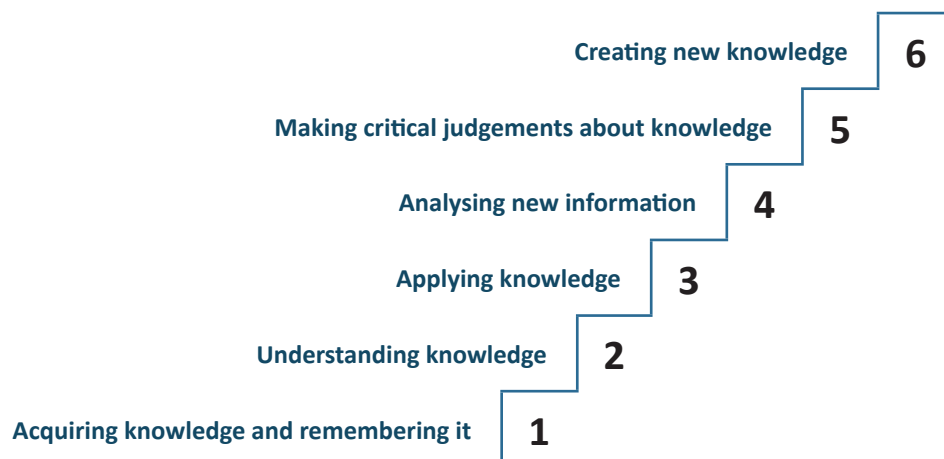 Creating new knowledge 6
Making critical judgements about knowledge 5
Analysing new information 4
Applying knowledge 3
Understanding knowledge 2
Acquiring knowledge and remembering it 1